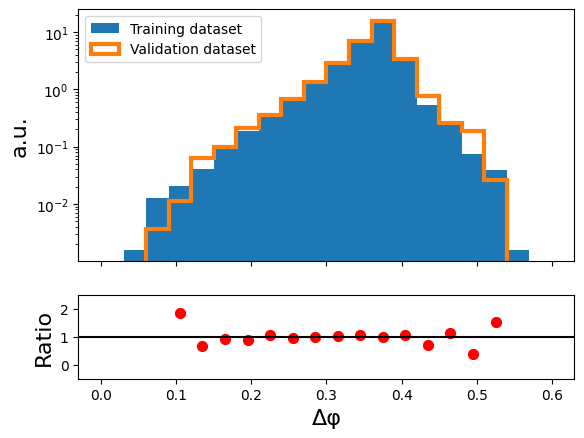 Training dataset
Validation dataset
a.u.
10¹
10⁰
10⁻¹
10⁻²
Ratio
2
1
0
0.0 0.1 0.2 0.3 0.4 0.5 0.6
Δφ